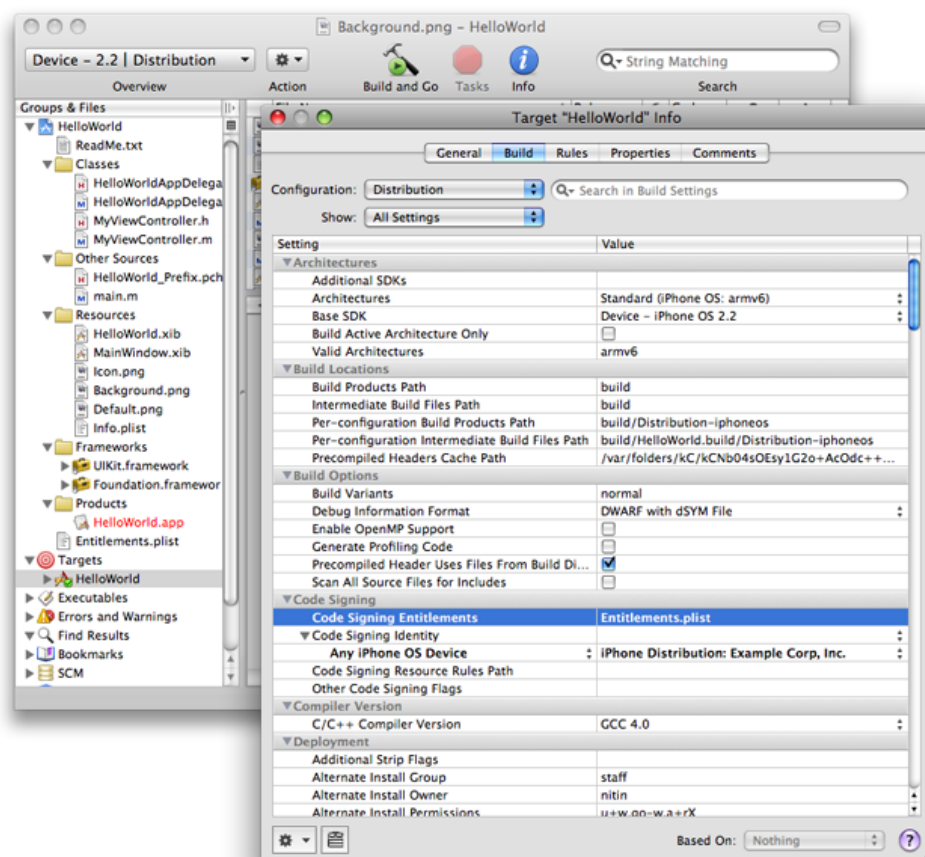 Background.png – HelloWorld
Device – 2.2 | Distribution
String Matching
Overview
Action
Build and Go
Tasks
Info
Search
Groups & Files
HelloWorld
ReadMe.txt
Classes
HelloWorldAppDelega
HelloWorldAppDelega
MyViewController.h
MyViewController.m
Other Sources
HelloWorld_Prefix.pch
main.m
Resources
HelloWorld.xib
MainWindow.xib
Icon.png
Background.png
Default.png
Info.plist
Frameworks
UIKit.framework
Foundation.framewor
Products
HelloWorld.app
Entitlements.plist
Targets
HelloWorld
Executables
Errors and Warnings
Find Results
Bookmarks
SCM
Target "HelloWorld" Info
General Build Rules Properties Comments
Configuration: Distribution
Search in Build Settings
Show: All Settings
Setting Value
Architectures
Additional SDKs
Architectures Standard (iPhone OS: armv6)
Base SDK Device – iPhone OS 2.2
Build Active Architecture Only
Valid Architectures armv6
Build Locations
Build Products Path build
Intermediate Build Files Path build
Per-configuration Build Products Path build/Distribution-iphoneos
Per-configuration Intermediate Build Files Path build/HelloWorld.build/Distribution-iphoneos
Precompiled Headers Cache Path /var/folders/kC/kCNb04sOEsy1G2o+AcOdc++...
Build Options
Build Variants normal
Debug Information Format DWARF with dSYM File
Enable OpenMP Support
Generate Profiling Code
Precompiled Header Uses Files From Build Di...
Scan All Source Files for Includes
Code Signing
Code Signing Entitlements Entitlements.plist
Code Signing Identity
Any iPhone OS Device iPhone Distribution: Example Corp, Inc.
Code Signing Resource Rules Path
Other Code Signing Flags
Compiler Version
C/C++ Compiler Version GCC 4.0
Deployment
Additional Strip Flags
Alternate Install Group staff
Alternate Install Owner nitin
Alternate Install Permissions u+w,go-w,a+rX
Based On: Nothing